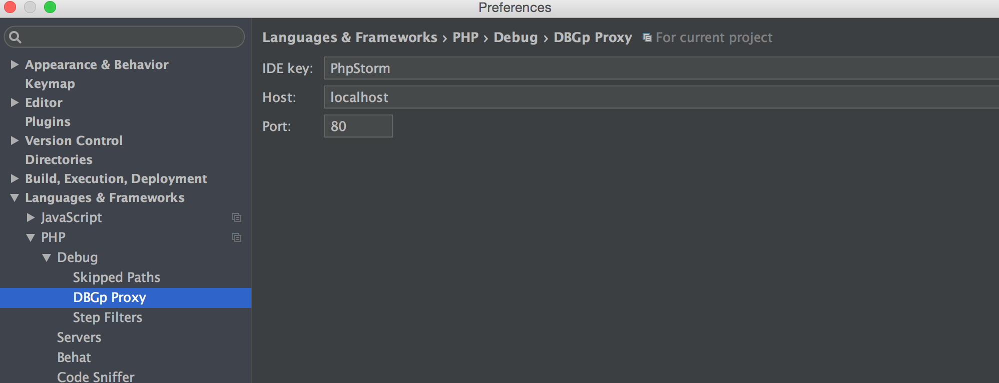 Preferences
Appearance & Behavior
Keymap
Editor
Plugins
Version Control
Directories
Build, Execution, Deployment
Languages & Frameworks
JavaScript
PHP
Debug
Skipped Paths
DBGp Proxy
Step Filters
Servers
Behat
Code Sniffer
Languages & Frameworks › PHP › Debug › DBGp Proxy For current project
IDE key: PhpStorm
Host: localhost
Port: 80